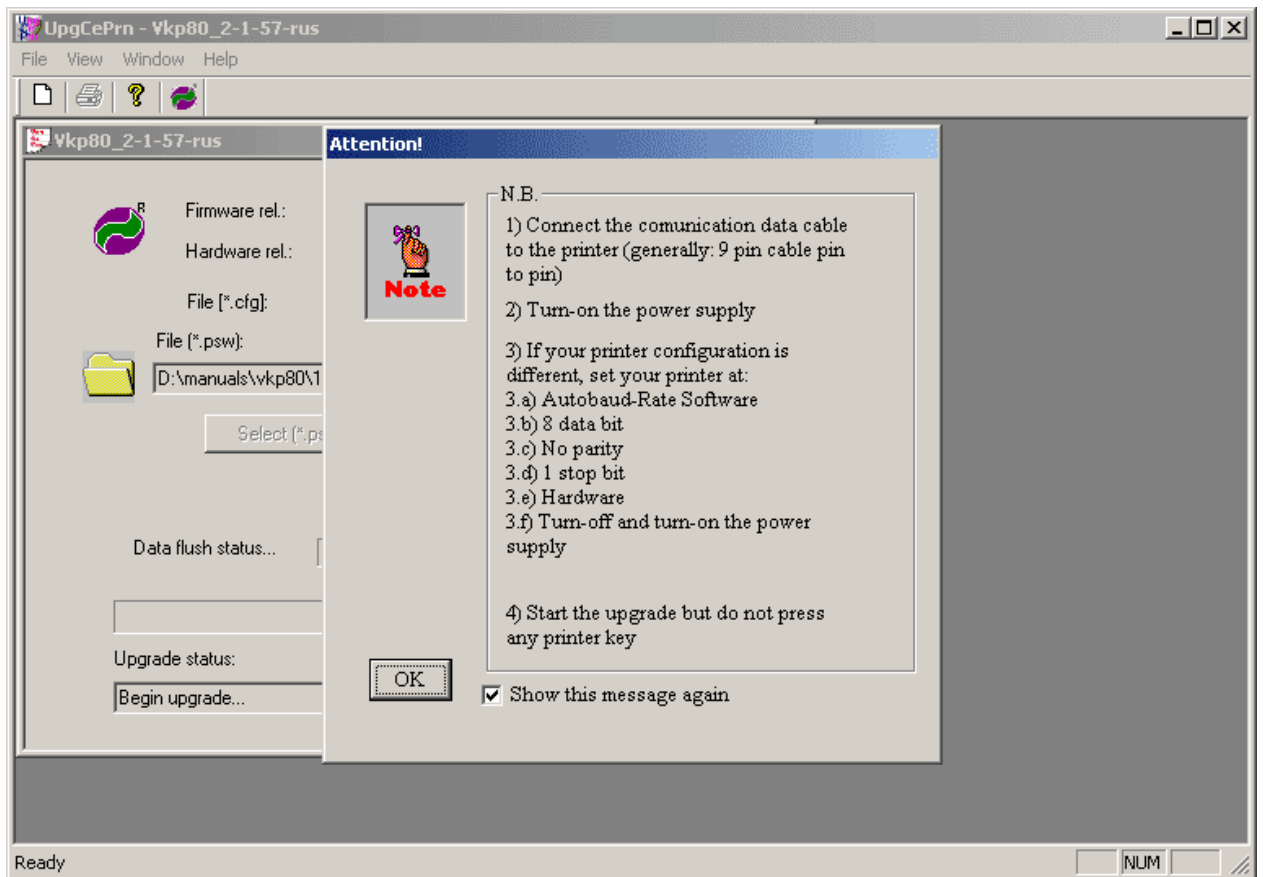 UpgCePrn - Vkp80_2-1-57-rus
File View Window Help
Vkp80_2-1-57-rus
R
Firmware rel.:
Hardware rel.:
File [*.cfg]:
File (*.psw):
D:\manuals\vkp80\1
Select (*.ps
Data flush status...
Upgrade status:
Begin upgrade...
Attention!
Note
N.B.
1) Connect the comunication data cable
to the printer (generally: 9 pin cable pin
to pin)
2) Turn-on the power supply
3) If your printer configuration is
different, set your printer at:
3.a) Autobaud-Rate Software
3.b) 8 data bit
3.c) No parity
3.d) 1 stop bit
3.e) Hardware
3.f) Turn-off and turn-on the power
supply
4) Start the upgrade but do not press
any printer key
OK
Show this message again
Ready
NUM